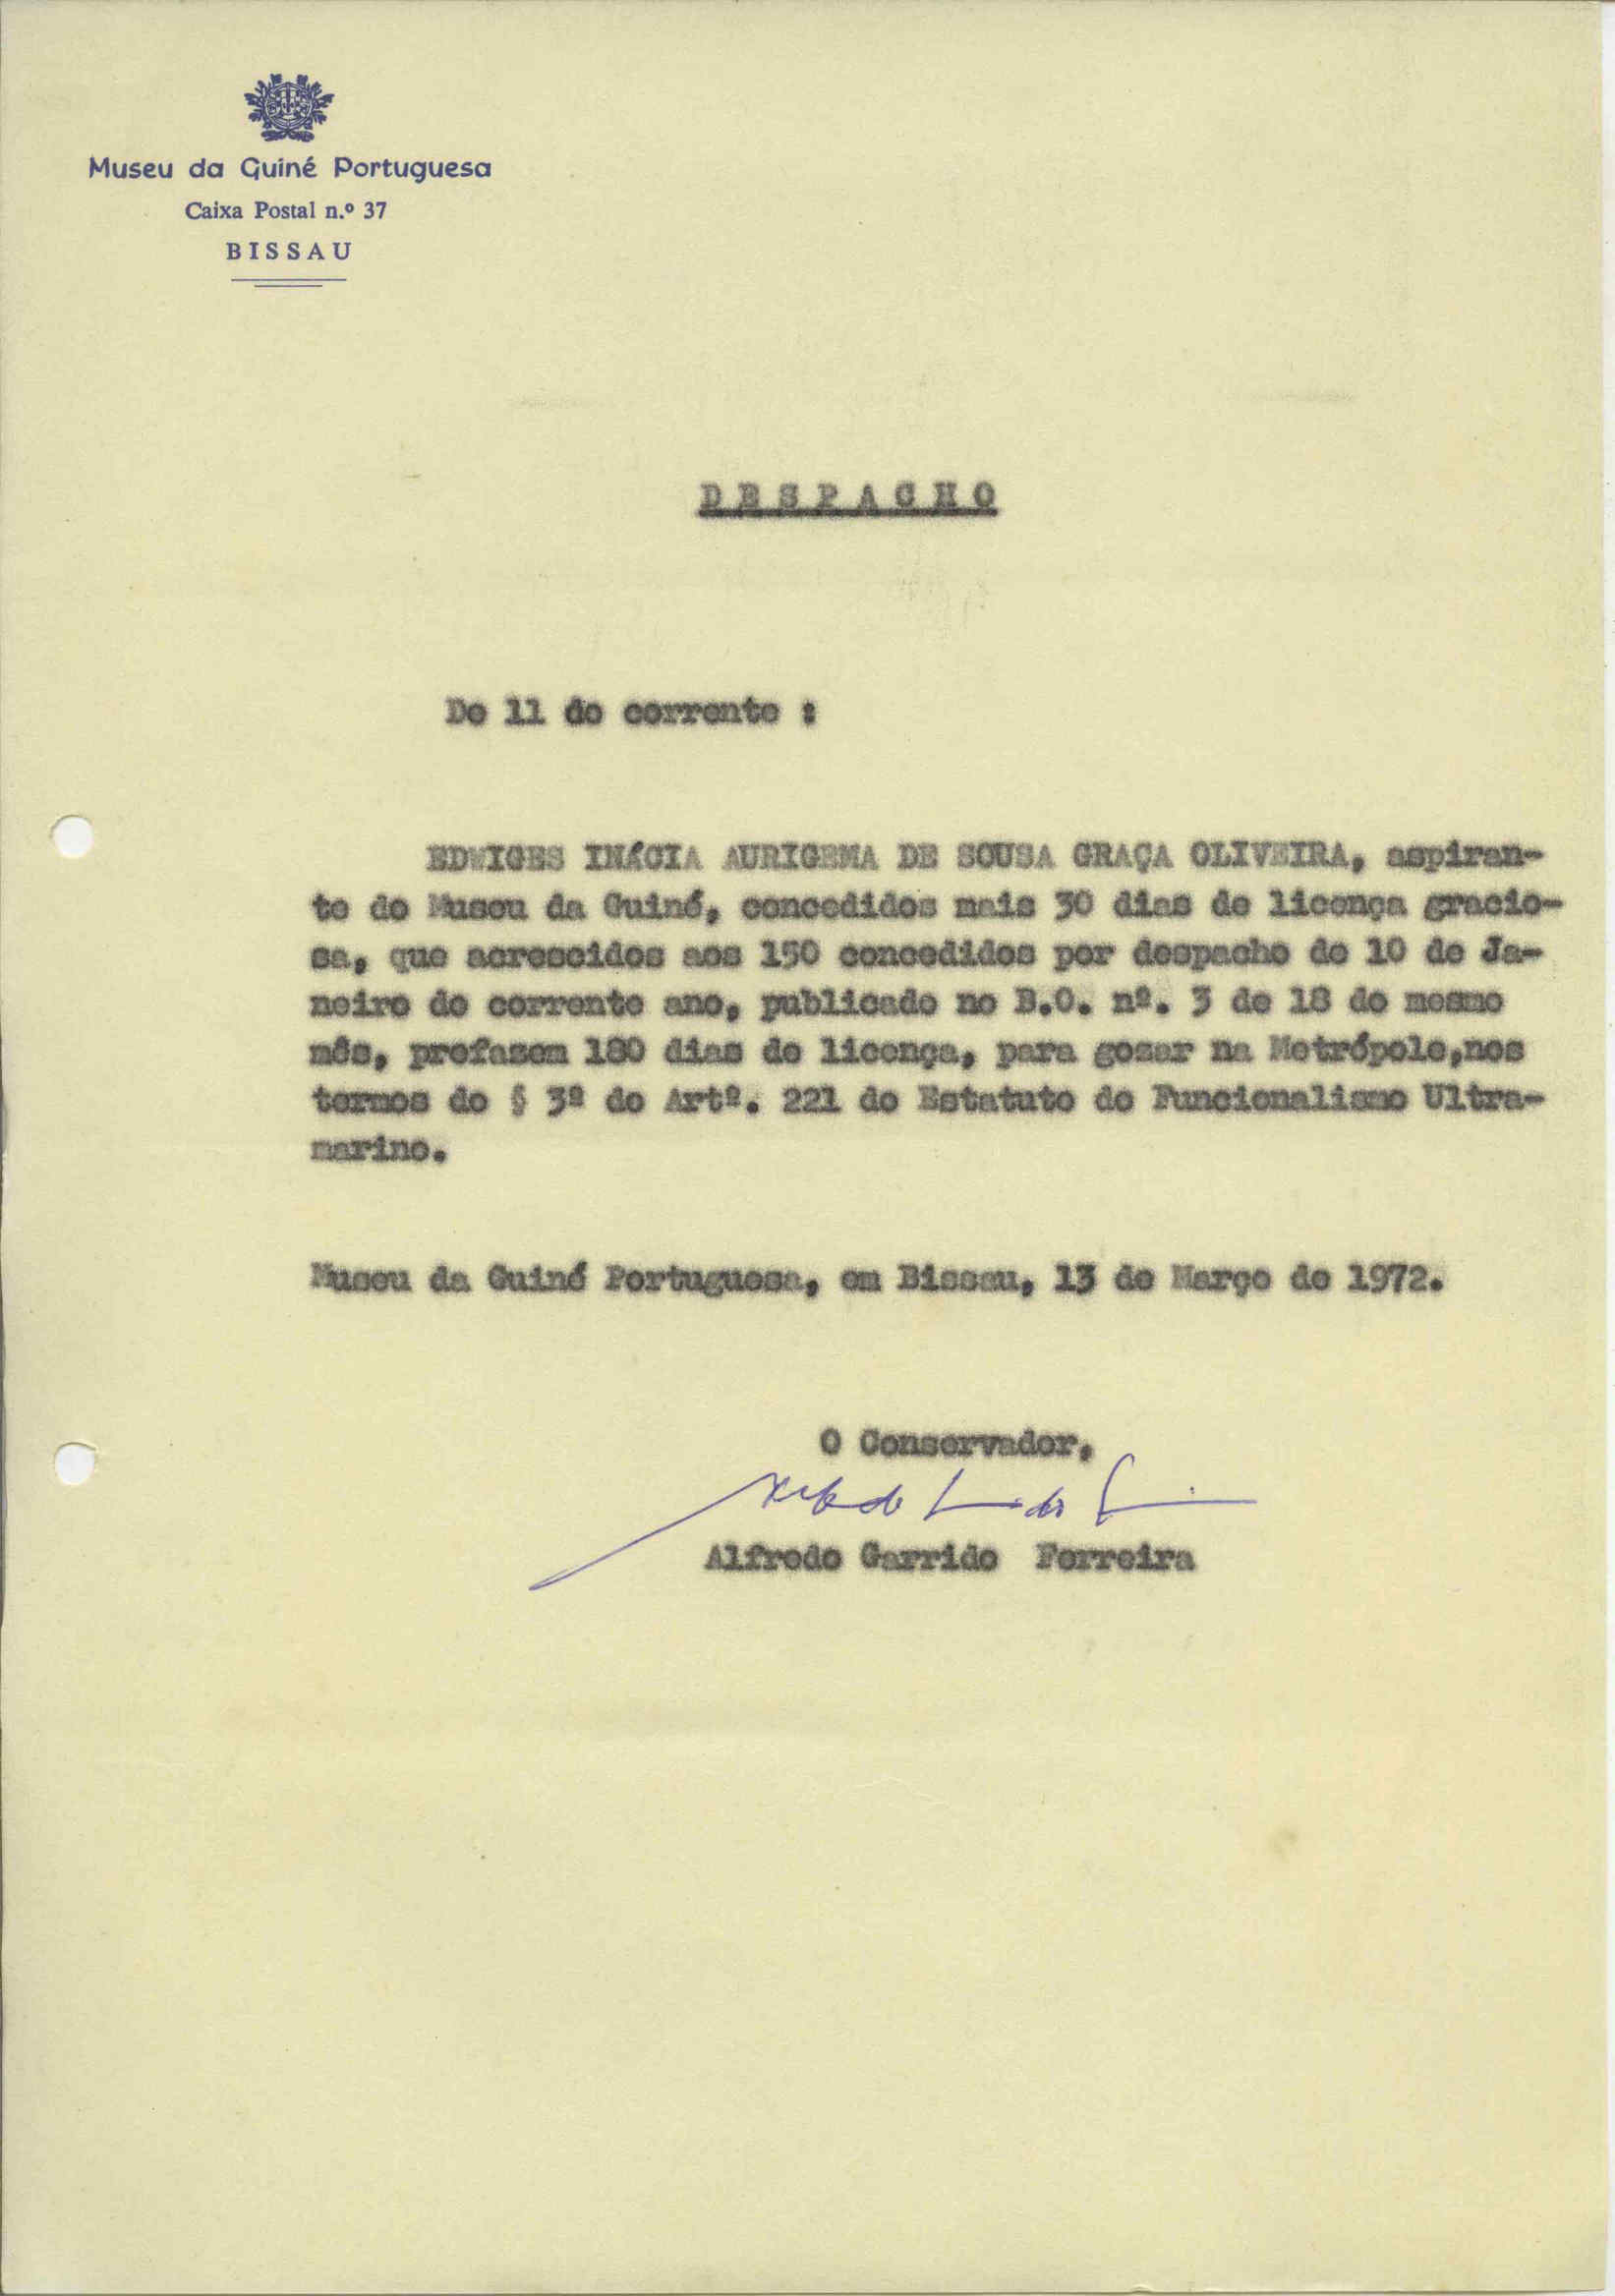 Museu da Guiné Portuguesa
Caixa Postal n.º 37
BISSAU
DESPACHO
De 11 do corrente :
EDWIGES INÁCIA AURIGEMA DE SOUSA GRAÇA OLIVEIRA, aspiran-
te do Museu da Guiné, concedidos mais 30 dias de licença gracio-
sa, que acrescidos aos 150 concedidos por despacho de 10 de Ja-
neiro do corrente ano, publicado no B.O. nº. 3 de 18 do mesmo
mês, prefazem 180 dias de licença, para gosar na Metrópole,nos
termos do § 3º do Artº. 221 do Estatuto do Funcionalismo Ultra-
marino.
Museu da Guiné Portuguesa, em Bissau, 13 de Março de 1972.
O Conservador,
Alfredo Garrido Ferreira